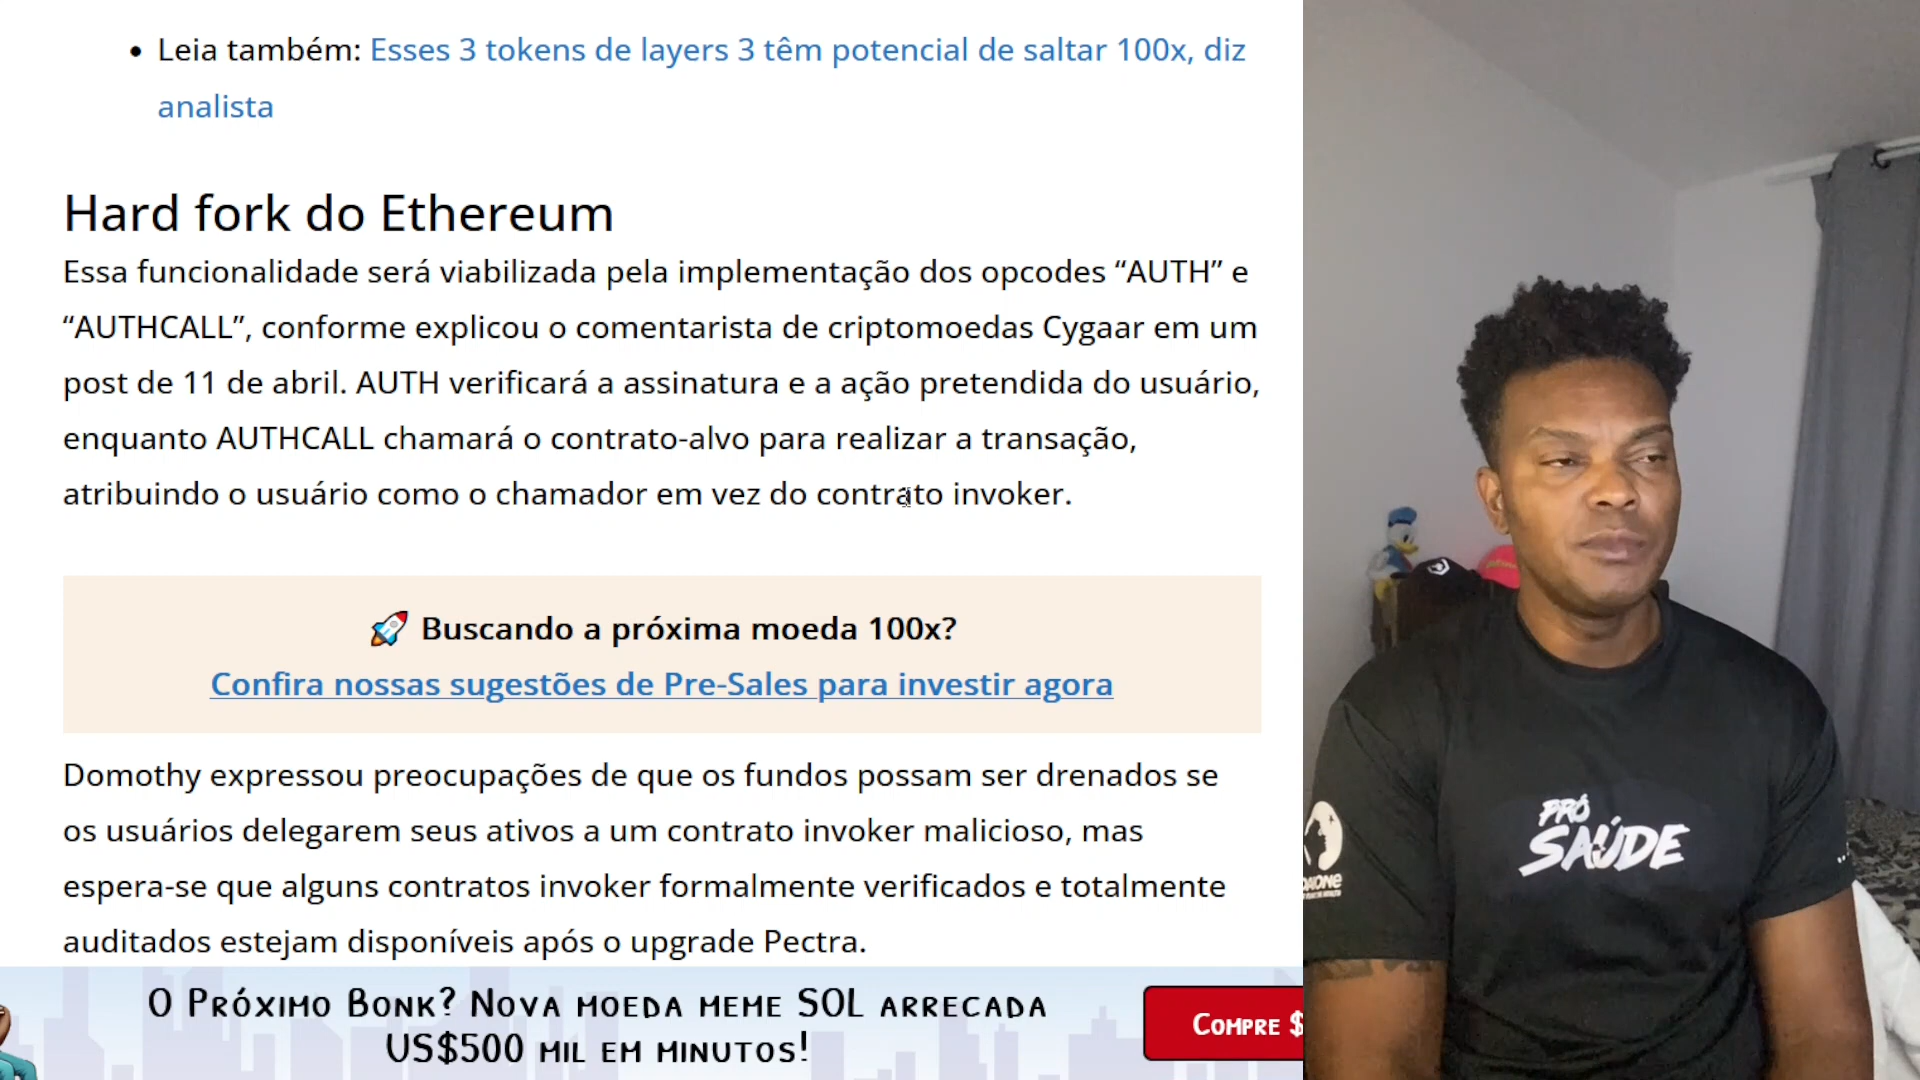 • Leia também: Esses 3 tokens de layers 3 têm potencial de saltar 100x, diz
analista
Hard fork do Ethereum
Essa funcionalidade será viabilizada pela implementação dos opcodes “AUTH” e
“AUTHCALL”, conforme explicou o comentarista de criptomoedas Cygaar em um
post de 11 de abril. AUTH verificará a assinatura e a ação pretendida do usuário,
enquanto AUTHCALL chamará o contrato-alvo para realizar a transação,
atribuindo o usuário como o chamador em vez do contrato invoker.
🚀 Buscando a próxima moeda 100x?
Confira nossas sugestões de Pre-Sales para investir agora
Domothy expressou preocupações de que os fundos possam ser drenados se
os usuários delegarem seus ativos a um contrato invoker malicioso, mas
espera-se que alguns contratos invoker formalmente verificados e totalmente
auditados estejam disponíveis após o upgrade Pectra.
O Próximo Bonk? Nova moeda meme SOL arrecada
US$500 mil em minutos!
Compre $
PRÓ
SAÚDE